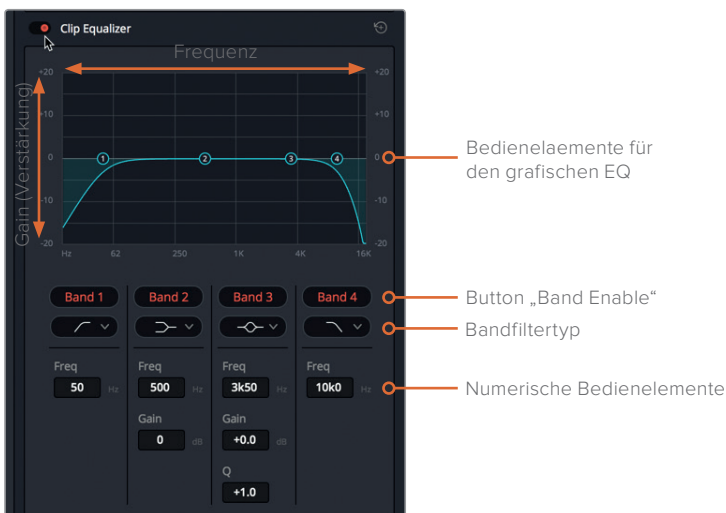 Clip Equalizer
Frequenz
Gain (Verstärkung)
+20 +20
+10 +10
0 1 2 3 4 0
-10 -10
-20 -20
Hz 62 250 1K 4K 16K
Bedienelaemente für
den grafischen EQ
Band 1 Band 2 Band 3 Band 4
Button „Band Enable“
Bandfiltertyp
Freq Freq Freq Freq
50 Hz 500 Hz 3k50 Hz 10k0 Hz
Numerische Bedienelemente
Gain Gain
0 dB +0.0 dB
Q
+1.0